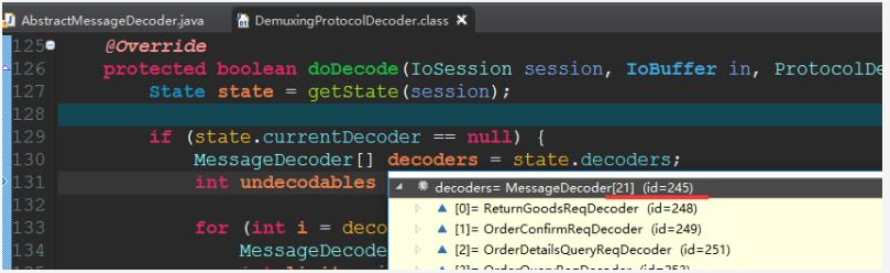 AbstractMessageDecoder.java DemuxingProtocolDecoder.class
125 @Override
126 protected boolean doDecode(IoSession session, IoBuffer in, ProtocolDe
127 State state = getState(session);
128
129 if (state.currentDecoder == null) {
130 MessageDecoder[] decoders = state.decoders;
131 int undecodables
decoders= MessageDecoder[21] (id=245)
132
[0]= ReturnGoodsReqDecoder (id=248)
133 for (int i = deco
[1]= OrderConfirmReqDecoder (id=249)
134 MessageDecode
[2]= OrderDetailsQueryReqDecoder (id=251)